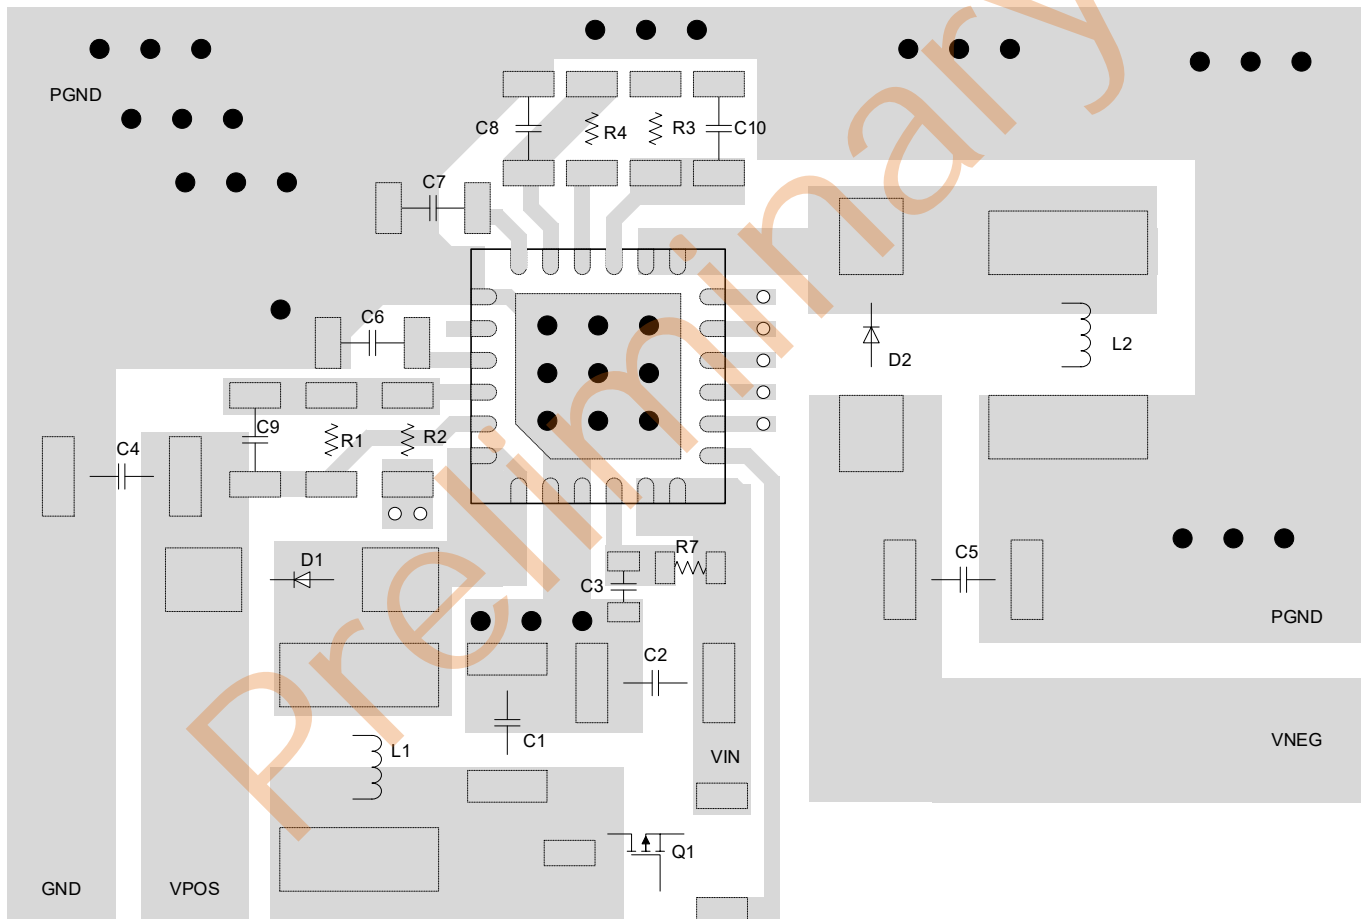 PGND
C8
R4
R3
C10
C7
C6
D2
L2
C9
R1
R2
C4
D1
R7
C3
C5
PGND
C2
C1
L1
VIN
VNEG
Q1
GND
VPOS
Preliminary